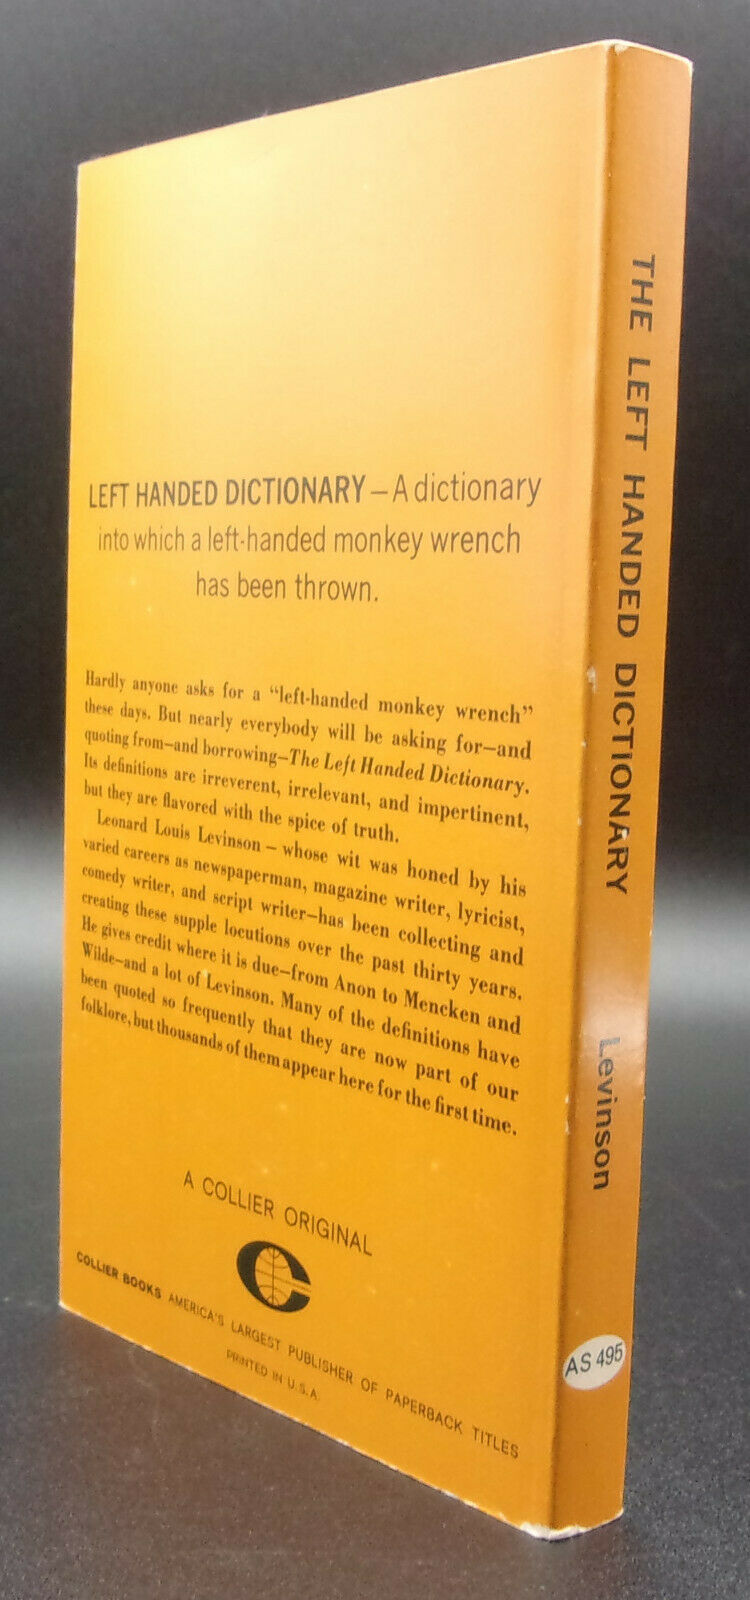 LEFT HANDED DICTIONARY – A dictionary
into which a left-handed monkey wrench
has been thrown.
Hardly anyone asks for a “left-handed monkey wrench”
these days. But nearly everybody will be asking for—and
quoting from—and borrowing—The Left Handed Dictionary.
Its definitions are irreverent, irrelevant, and impertinent,
but they are flavored with the spice of truth.
Leonard Louis Levinson – whose wit was honed by his
varied careers as newspaperman, magazine writer, lyricist,
comedy writer, and script writer—has been collecting and
creating these supple locutions over the past thirty years.
He gives credit where it is due—from Anon to Mencken and
Wilde—and a lot of Levinson. Many of the definitions have
been quoted so frequently that they are now part of our
folklore, but thousands of them appear here for the first time.
A COLLIER ORIGINAL
COLLIER BOOKS AMERICA'S LARGEST PUBLISHER OF PAPERBACK TITLES
PRINTED IN U.S.A.
THE LEFT HANDED DICTIONARY
Levinson
AS 495